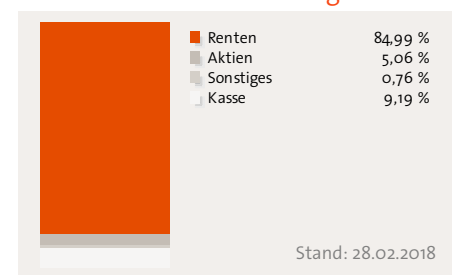 Renten 84,99 %
Aktien 5,06 %
Sonstiges 0,76 %
Kasse 9,19 %
Stand: 28.02.2018